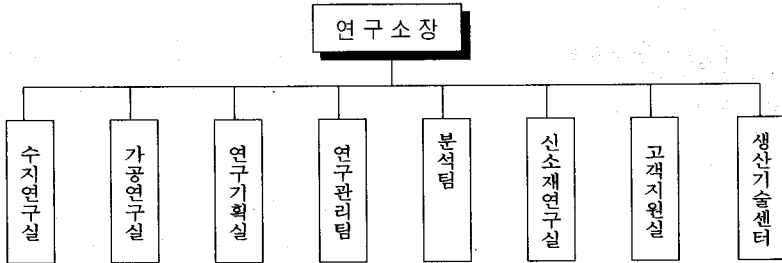 연구소장
수지연구실
가공연구실
연구기획실
연구관리팀
분석팀
신소재연구실
고객지원실
생산기술센터